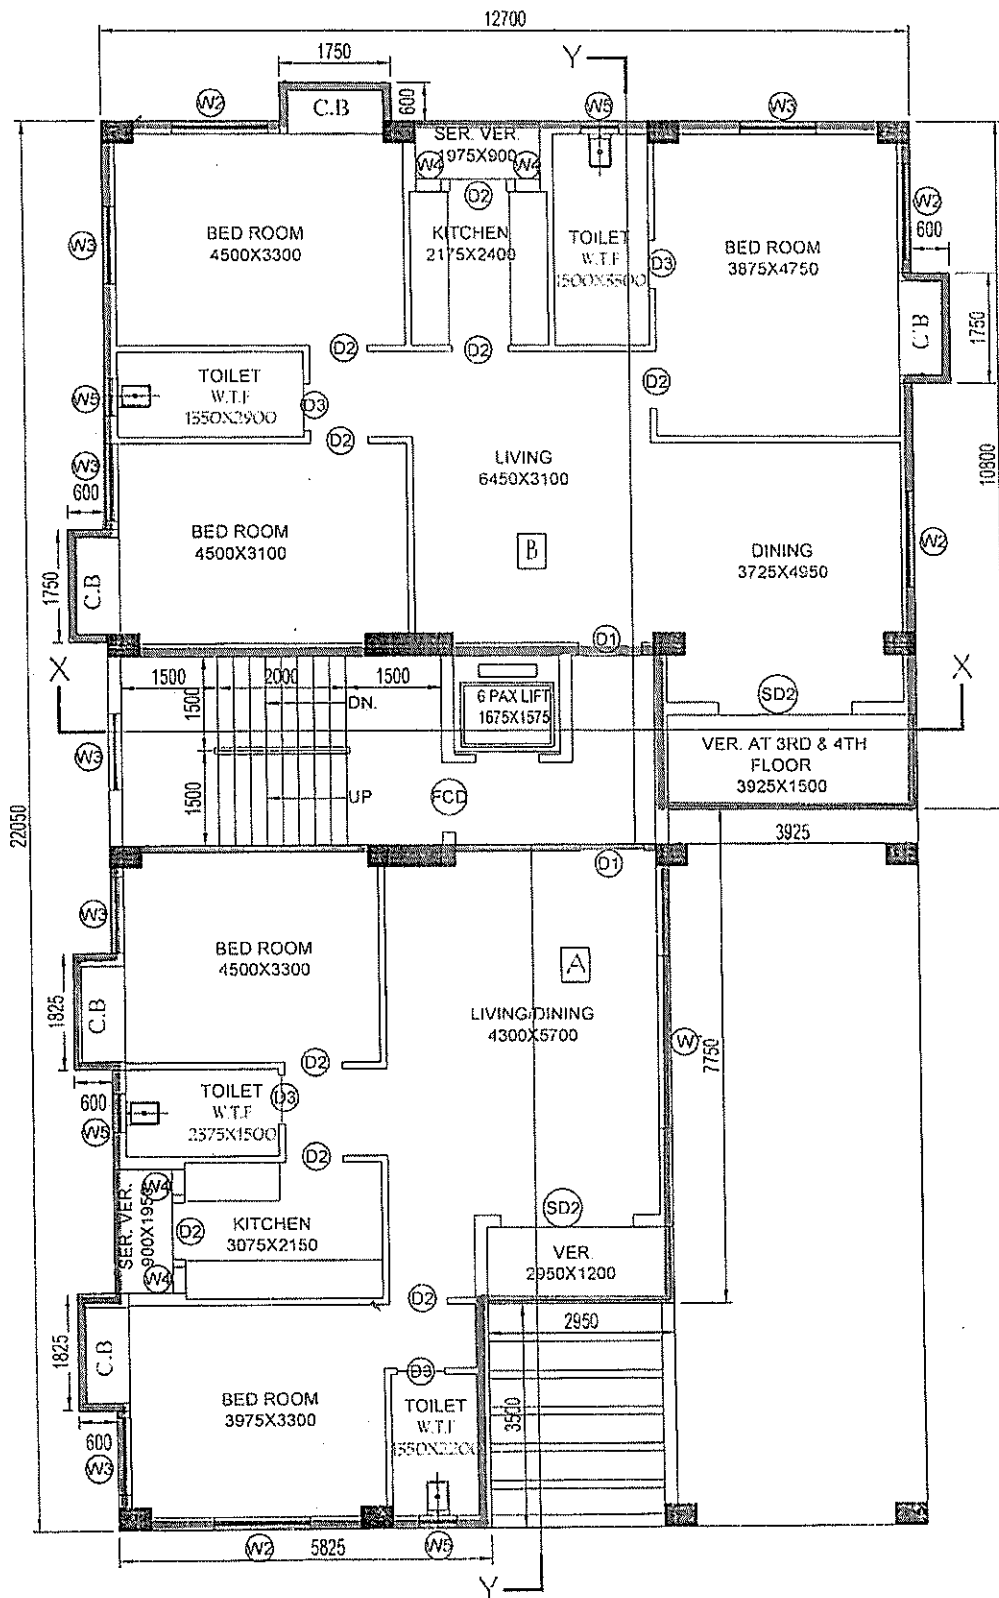 12700
1750
Y
C.B
600
W2
W5
W3
SER. VER.
1975X900
W4
W4
D2
W2
600
W3
BED ROOM
4500X3300
KITCHEN
2175X2400
TOILET
W.T.F
1500X3500
D3
BED ROOM
3875X4750
C.B
1750
D2
D2
D2
TOILET
W.T.F
1550X2900
W5
D3
D2
W3
600
LIVING
6450X3100
10800
BED ROOM
4500X3100
B
DINING
3725X4950
W2
1750
C.B
D1
X
X
1500
2000
1500
1500
DN.
6 PAX LIFT
1675X1575
SD2
W3
VER. AT 3RD & 4TH
FLOOR
3925X1500
1500
UP
FCD
22050
3925
D1
W3
BED ROOM
4500X3300
A
1825
C.B
LIVING/DINING
4300X5700
W
7750
D2
600
TOILET
W.T.F
2375X1500
D3
W5
D2
SER. VER.
900X1950
W4
D2
W4
KITCHEN
3075X2150
SD2
VER.
2950X1200
D2
2950
1825
C.B
D3
BED ROOM
3975X3300
TOILET
W.T.F
1550X2200
3500
600
W3
W2
5825
W5
Y